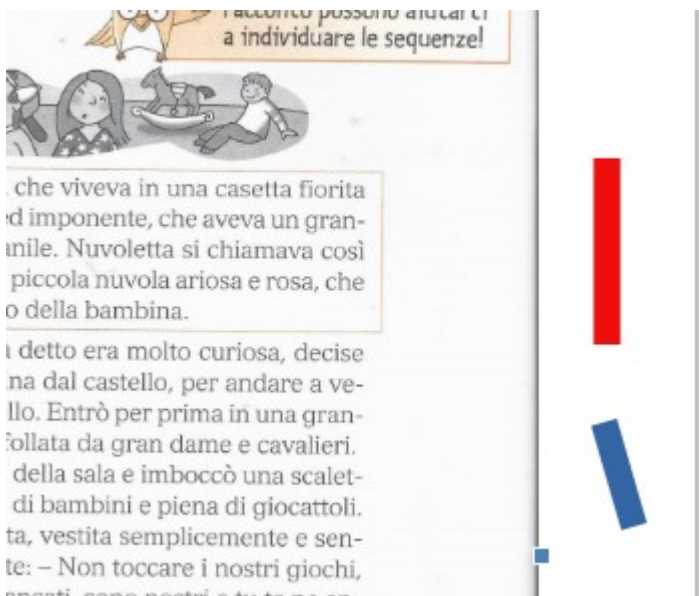 racconto possono aiutarci
a individuare le sequenze!
che viveva in una casetta fiorita
ed imponente, che aveva un gran-
anile. Nuvoletta si chiamava così
piccola nuvola ariosa e rosa, che
o della bambina.
detto era molto curiosa, decise
na dal castello, per andare a ve-
llo. Entrò per prima in una gran-
follata da gran dame e cavalieri.
della sala e imboccò una scalet-
di bambini e piena di giocattoli.
ta, vestita semplicemente e sen-
te: – Non toccare i nostri giochi,